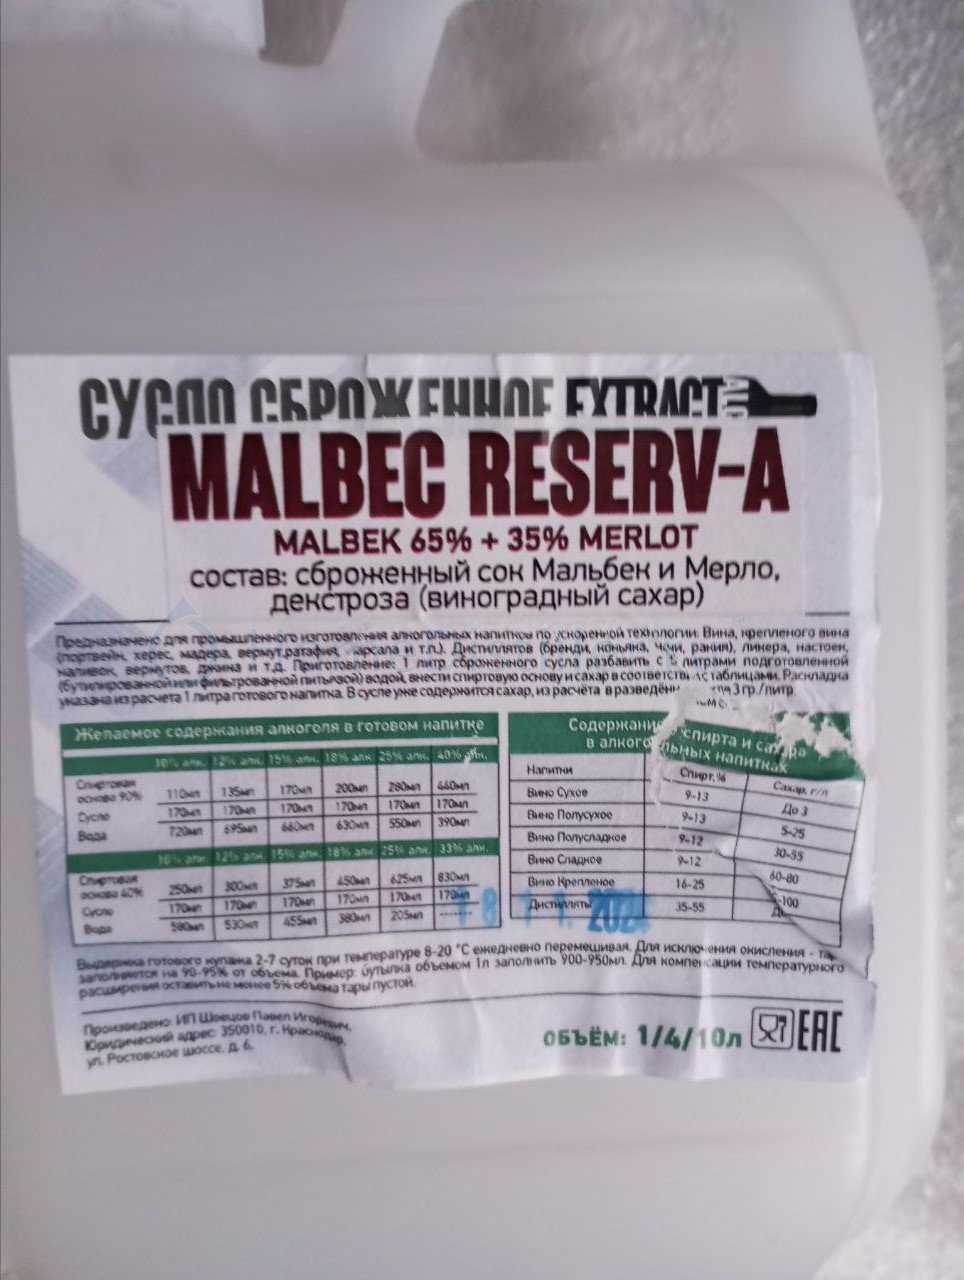 СУСЛО СБРОЖЕННОЕ EXTRACT
MALBEC RESERV-A
MALBEK 65% + 35% MERLOT
состав: сброженный сок Мальбек и Мерло,
декстроза (виноградный сахар)
Предназначено для промышленного изготовления алкогольных напитков по ускоренной технологии: Вина, крепленого вина
(портвейн, херес, мадера, вермут, ратафия, марсала и т.п.). Дистиллятов (бренди, коньяка, чачи, ракия), ликера, настоек,
наливок, вермутов, джина и т.д. Приготовление: 1 литр сброженного сусла разбавить с 5 литрами подготовленной
(бутилированной или фильтрованной питьевой) водой, внести спиртовую основу и сахар в соответствии с таблицами. Раскладка
указана из расчета 1 литра готового напитка. В сусле уже содержится сахар, из расчёта в 3 гр./литр
Желаемое содержания алкоголя в готовом напитке
10% алк. 12% алк. 15% алк. 18% алк. 25% алк. 40% алк.
Спиртовая основа 90% 110мл 135мл 170мл 200мл 280мл 440мл
Сусло 170мл 170мл 170мл 170мл 170мл 170мл
Вода 720мл 695мл 660мл 630мл 550мл 390мл
10% алк. 12% алк. 15% алк. 18% алк. 25% алк. 33% алк.
Спиртовая основа 40% 250мл 300мл 375мл 450мл 625мл 830мл
Сусло 170мл 170мл 170мл 170мл 170мл 170мл
Вода 580мл 530мл 455мл 380мл 205мл ------
Содержание спирта и сахара
в алкогольных напитках
Напитки Спирт, % Сахар, г/л
Вино Сухое 9-13 До 3
Вино Полусухое 9-13 5-25
Вино Полусладкое 9-12 30-55
Вино Сладкое 9-12 60-80
Вино Крепленое 16-25 -100
Дистилляты 35-55
2024
Выдержка готового купажа 2-7 суток при температуре 8-20 °С ежедневно перемешивая. Для исключения окисления - тара
заполняется на 90-95% от объема. Пример: бутылка объемом 1л заполнить 900-950мл. Для компенсации температурного
расширения оставить не менее 5% объёма тары пустой.
Произведено: ИП Швецов Павел Игоревич.
Юридический адрес: 350010, г. Краснодар,
ул. Ростовское шоссе, д. 6.
ОБЪЁМ: 1/4/10л
EAC